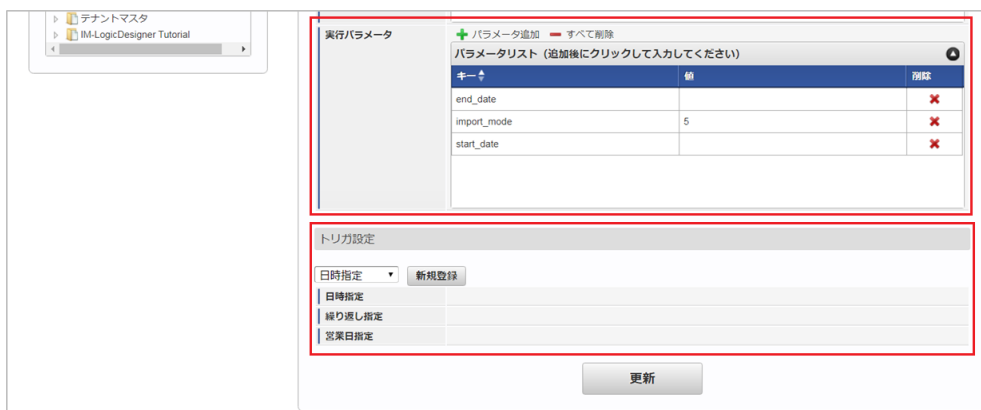 テナントマスタ
IM-LogicDesigner Tutorial
実行パラメータ
パラメータ追加 すべて削除
パラメータリスト（追加後にクリックして入力してください）
キー 値 削除
end_date
import_mode 5
start_date
トリガ設定
日時指定 新規登録
日時指定
繰り返し指定
営業日指定
更新